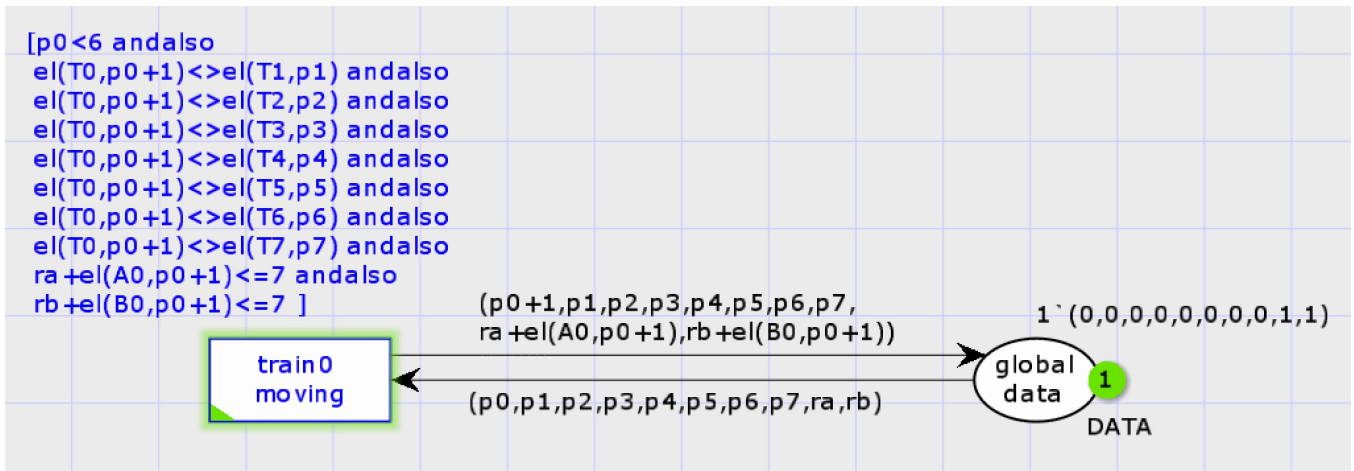 [p0<6 andalso
el(T0,p0+1)<>el(T1,p1) andalso
el(T0,p0+1)<>el(T2,p2) andalso
el(T0,p0+1)<>el(T3,p3) andalso
el(T0,p0+1)<>el(T4,p4) andalso
el(T0,p0+1)<>el(T5,p5) andalso
el(T0,p0+1)<>el(T6,p6) andalso
el(T0,p0+1)<>el(T7,p7) andalso
ra+el(A0,p0+1)<=7 andalso
rb+el(B0,p0+1)<=7 ]
(p0+1,p1,p2,p3,p4,p5,p6,p7,
ra+el(A0,p0+1),rb+el(B0,p0+1))
1`(0,0,0,0,0,0,0,0,1,1)
train0
moving
global
data
1
(p0,p1,p2,p3,p4,p5,p6,p7,ra,rb)
DATA